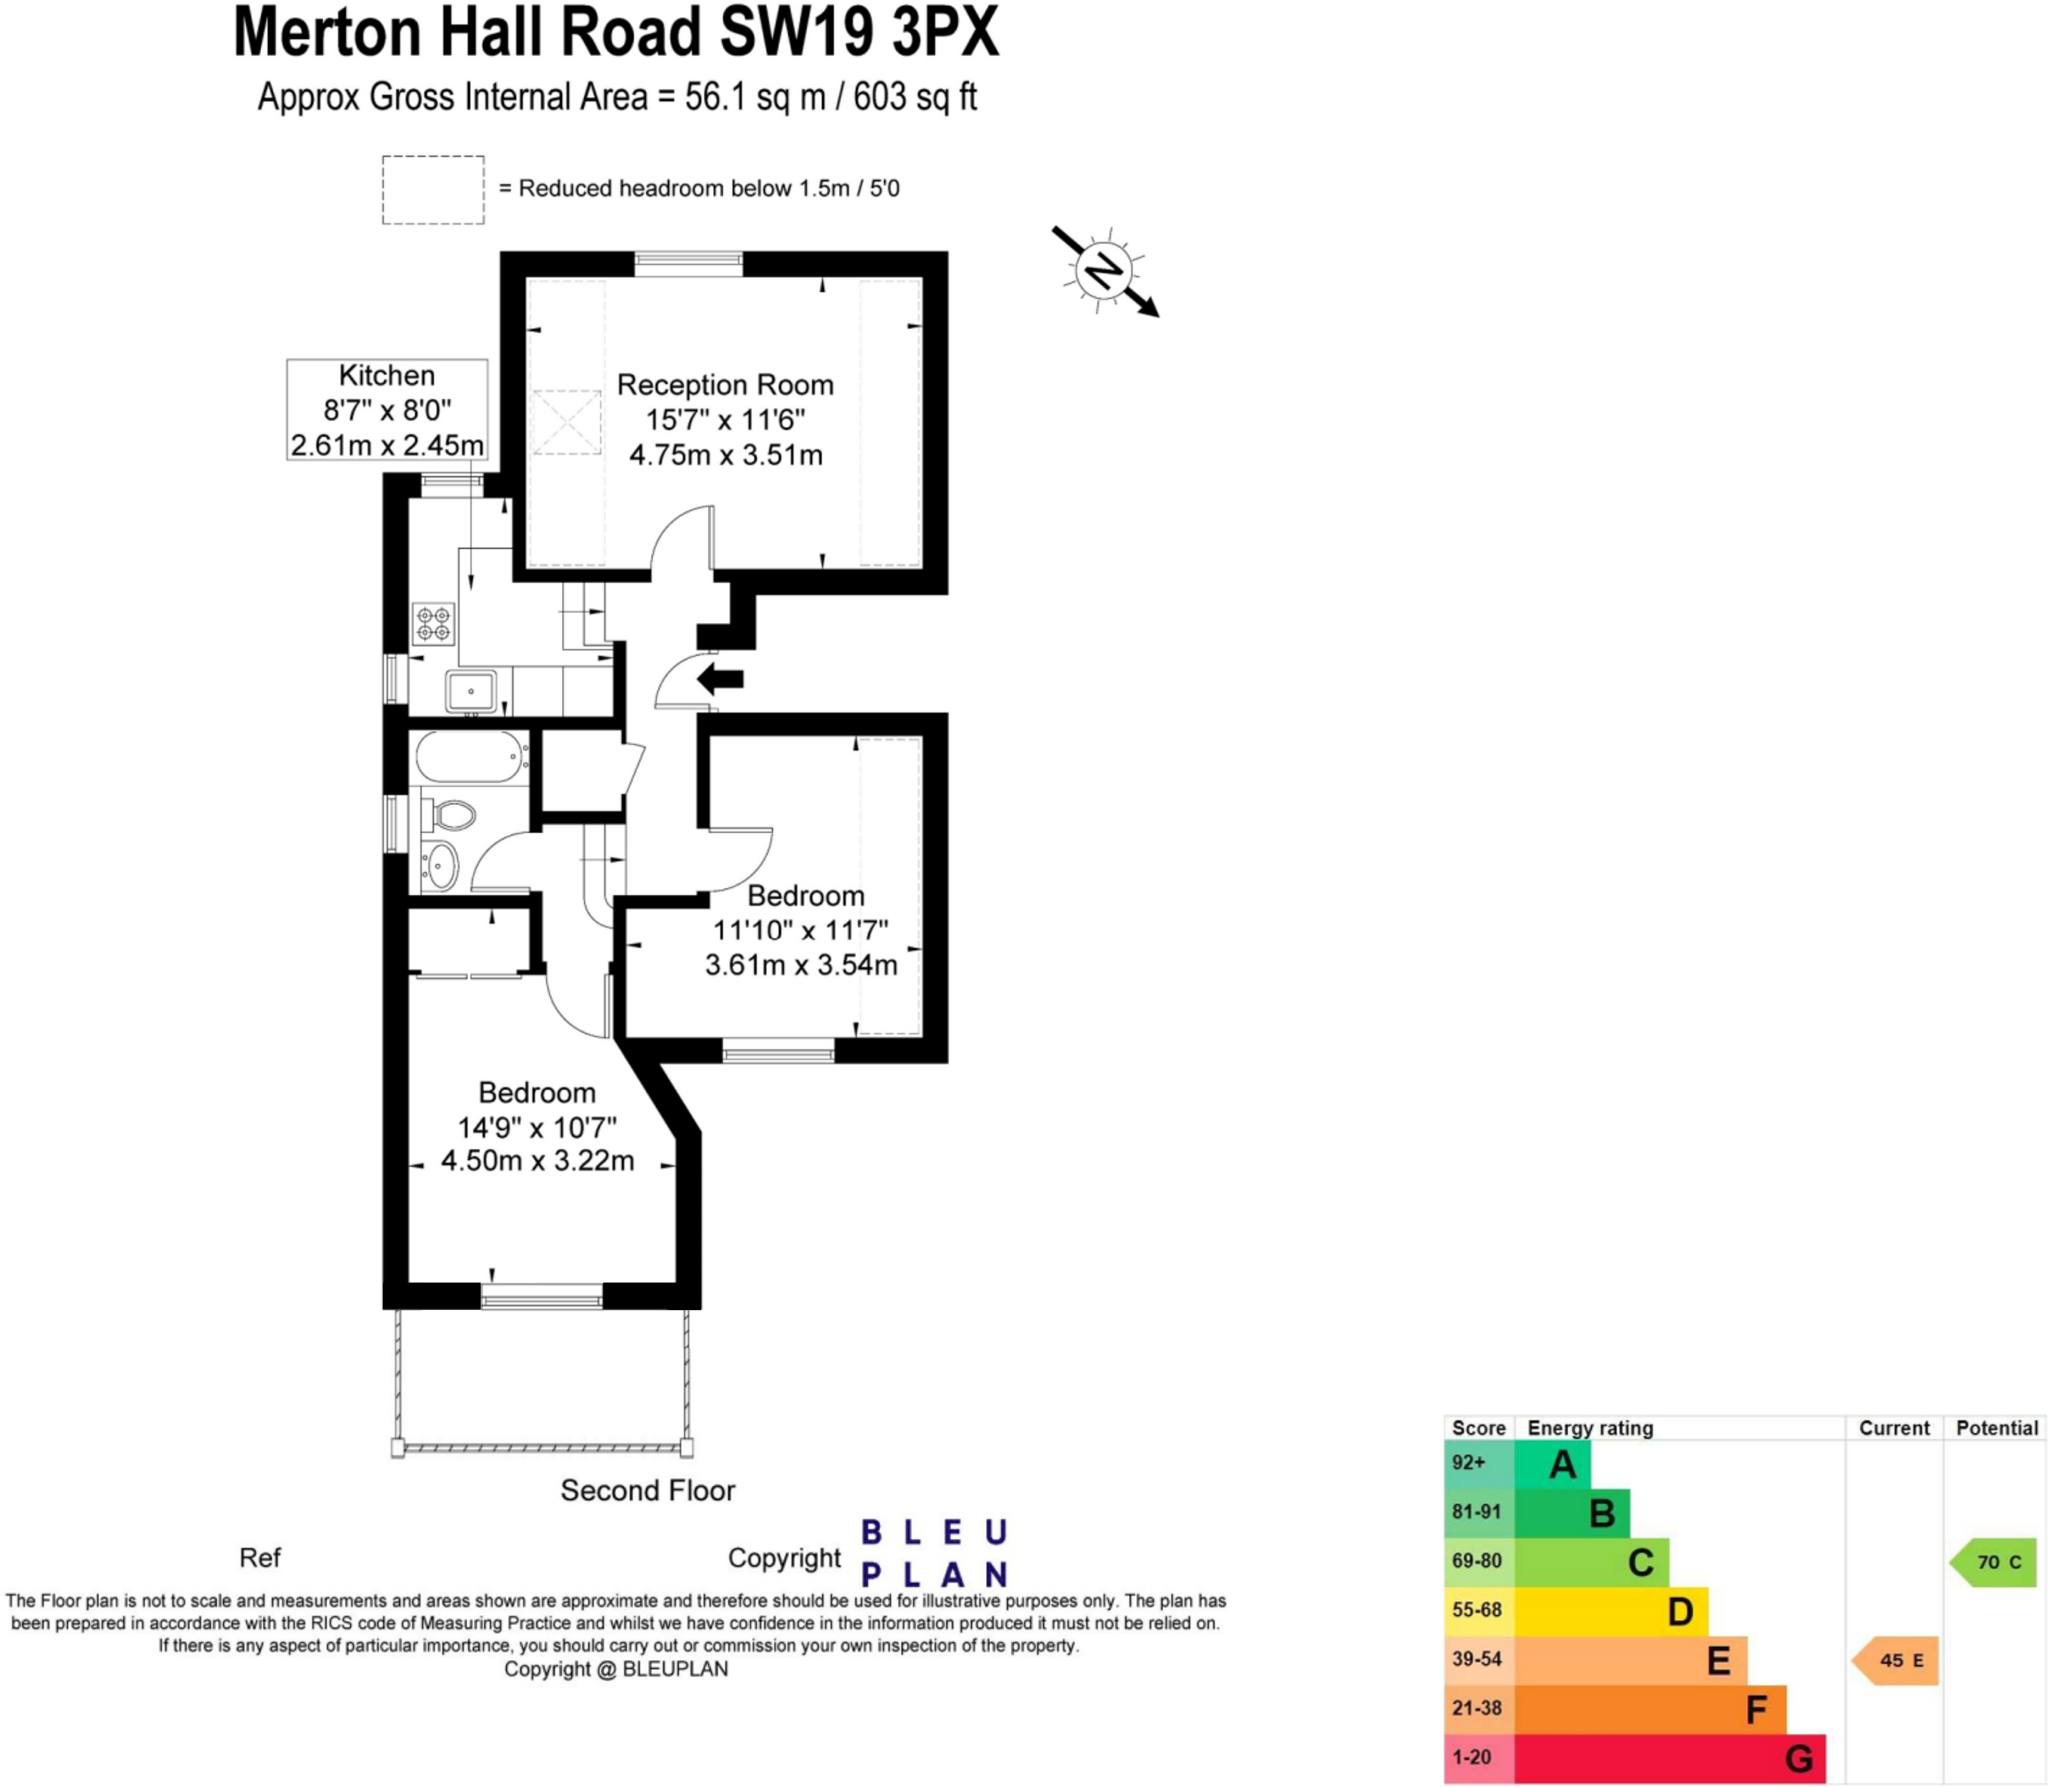 Merton Hall Road SW19 3PX
Approx Gross Internal Area = 56.1 sq m / 603 sq ft
= Reduced headroom below 1.5m / 5'0
N
Kitchen
8'7" x 8'0"
2.61m x 2.45m
Reception Room
15'7" x 11'6"
4.75m x 3.51m
Bedroom
11'10" x 11'7"
3.61m x 3.54m
Bedroom
14'9" x 10'7"
4.50m x 3.22m
Second Floor
Ref
Copyright
BLEU
PLAN
The Floor plan is not to scale and measurements and areas shown are approximate and therefore should be used for illustrative purposes only. The plan has
been prepared in accordance with the RICS code of Measuring Practice and whilst we have confidence in the information produced it must not be relied on.
If there is any aspect of particular importance, you should carry out or commission your own inspection of the property.
Copyright @ BLEUPLAN
Score Energy rating Current Potential
92+ A
81-91 B
69-80 C 70 C
55-68 D
39-54 E 45 E
21-38 F
1-20 G